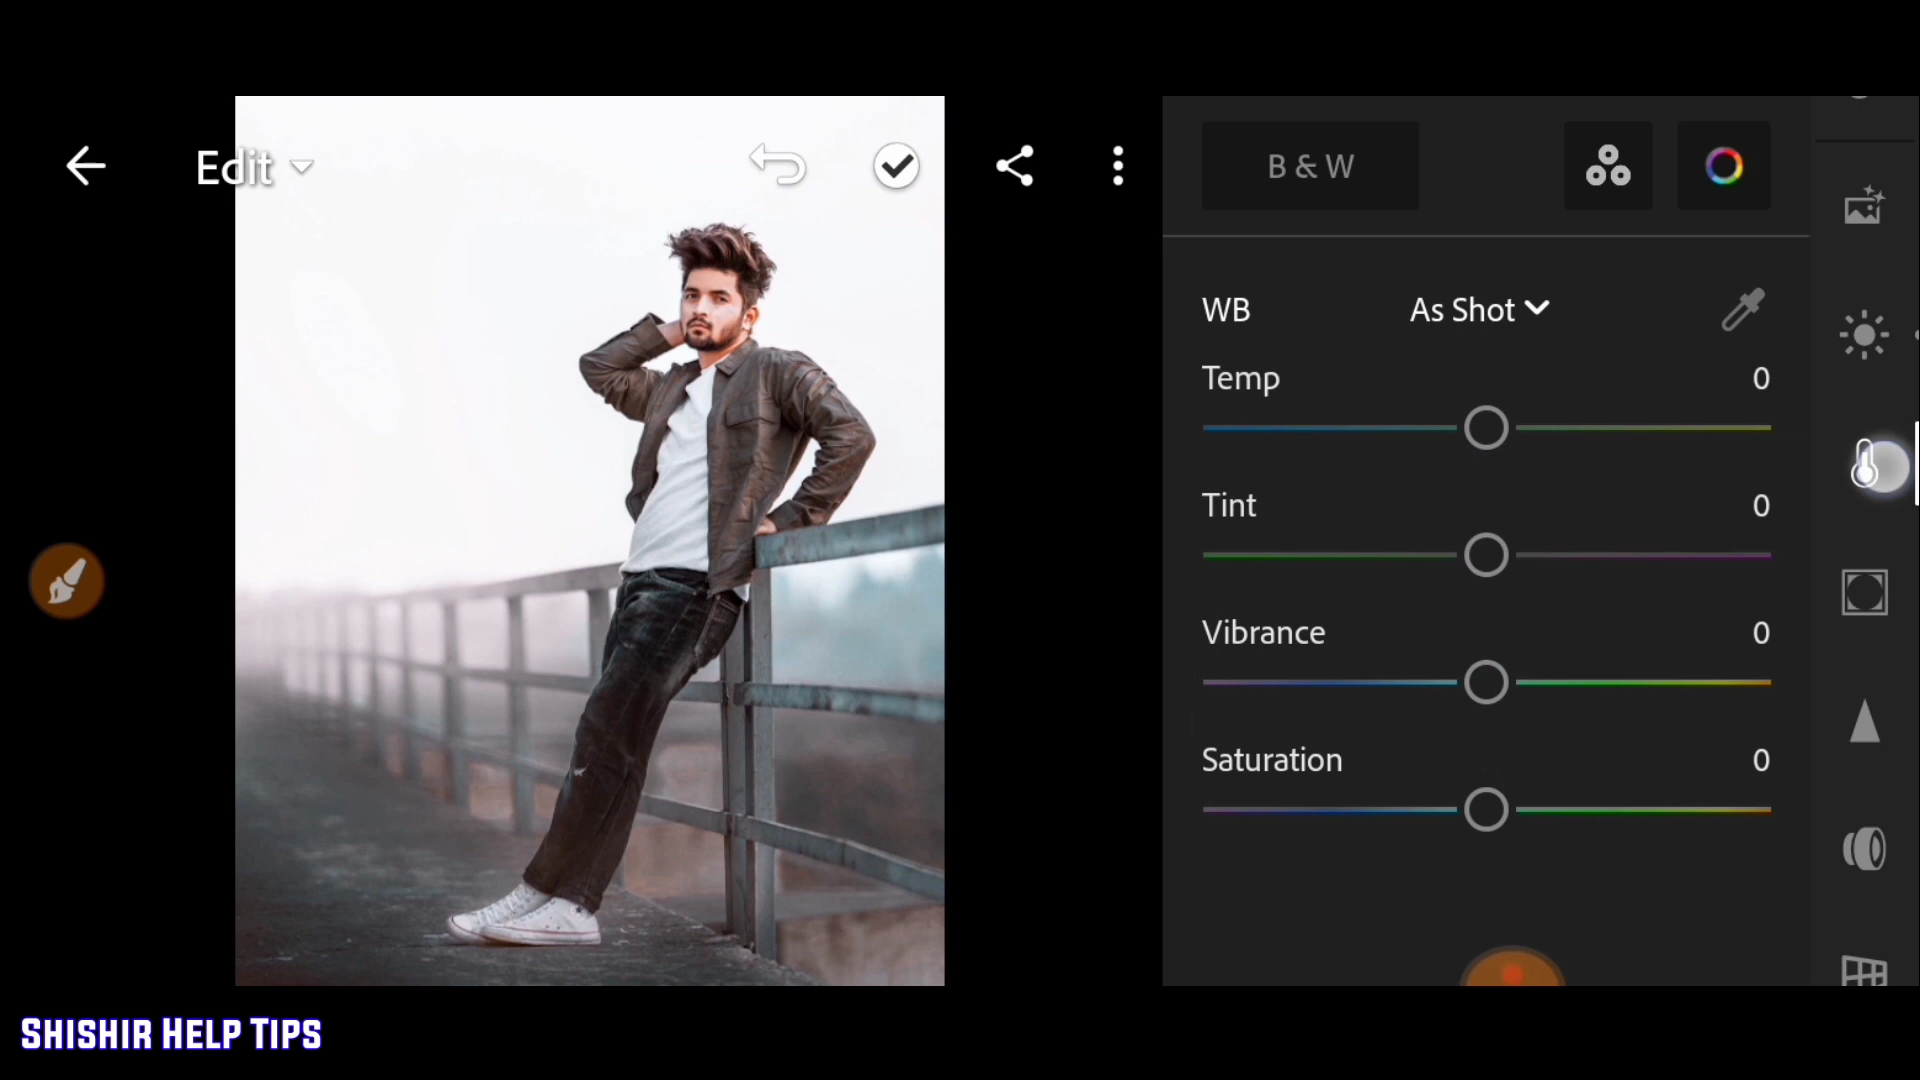 Edit
B & W
WB As Shot
Temp 0
Tint 0
Vibrance 0
Saturation 0
Shishir Help Tips